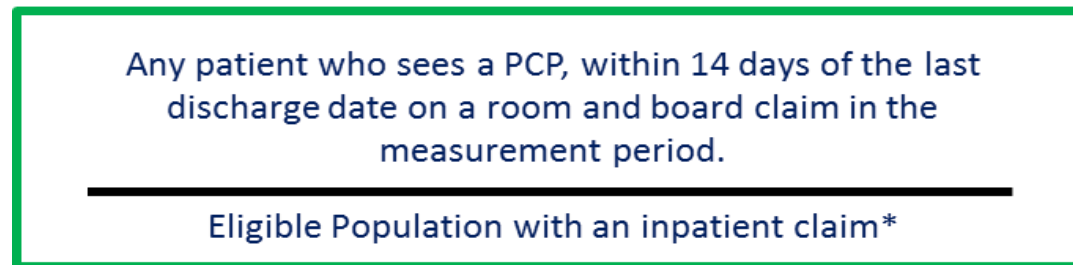 Any patient who sees a PCP, within 14 days of the last
discharge date on a room and board claim in the
measurement period.
Eligible Population with an inpatient claim*